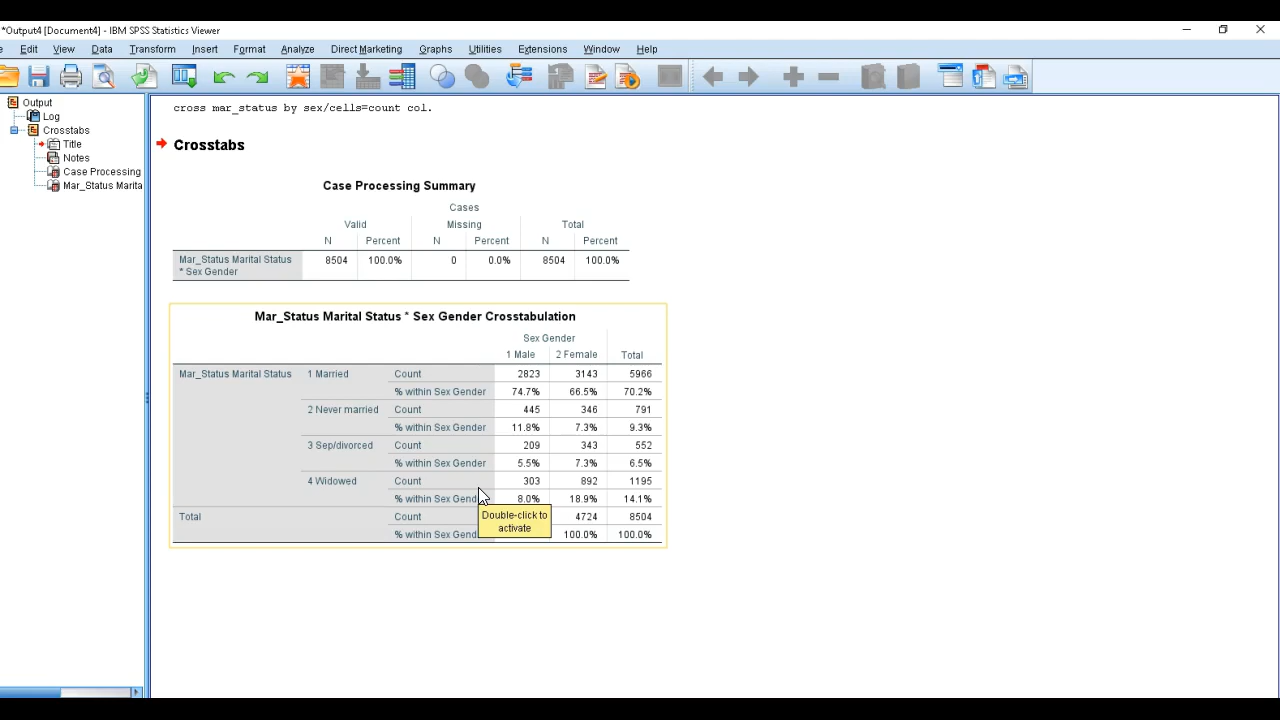 *Output4 [Document4] - IBM SPSS Statistics Viewer
Edit View Data Transform Insert Format Analyze Direct Marketing Graphs Utilities Extensions Window Help
Output
Log
Crosstabs
Title
Notes
Case Processing
Mar_Status Marita
cross mar_status by sex/cells=count col.
Crosstabs
Case Processing Summary
Cases
Valid Missing Total
N Percent N Percent N Percent
Mar_Status Marital Status 8504 100.0% 0 0.0% 8504 100.0%
* Sex Gender
Mar_Status Marital Status * Sex Gender Crosstabulation
Sex Gender
1 Male 2 Female Total
Mar_Status Marital Status 1 Married Count 2823 3143 5966
% within Sex Gender 74.7% 66.5% 70.2%
2 Never married Count 445 346 791
% within Sex Gender 11.8% 7.3% 9.3%
3 Sep/divorced Count 209 343 552
% within Sex Gender 5.5% 7.3% 6.5%
4 Widowed Count 303 892 1195
% within Sex Gend 8.0% 18.9% 14.1%
Total Count 4724 8504
% within Sex Gend 100.0% 100.0%
Double-click to
activate